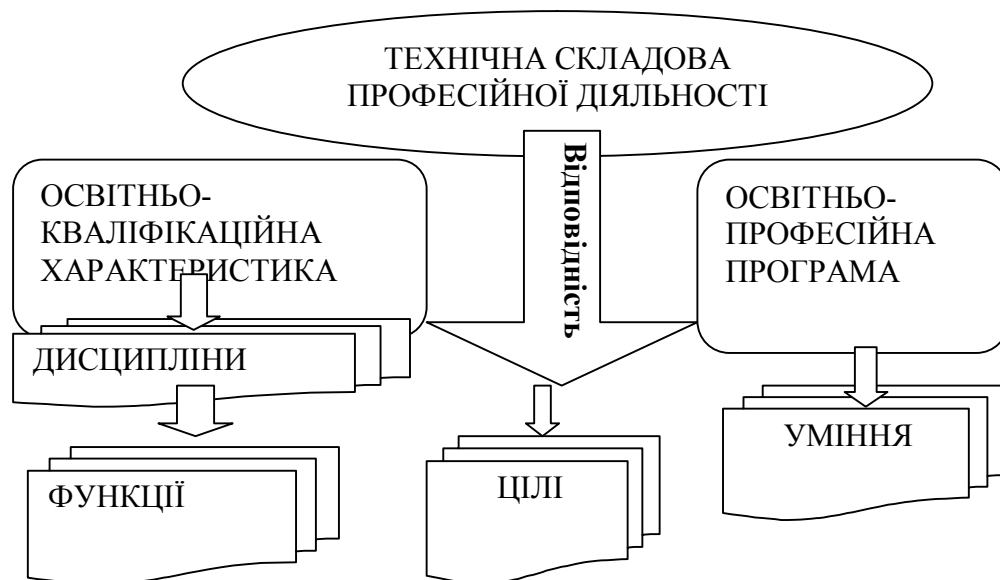 ТЕХНІЧНА СКЛАДОВА
ПРОФЕСІЙНОЇ ДІЯЛЬНОСТІ
Відповідність
ОСВІТНЬО-
КВАЛІФІКАЦІЙНА
ХАРАКТЕРИСТИКА
ОСВІТНЬО-
ПРОФЕСІЙНА
ПРОГРАМА
ДИСЦИПЛІНИ
УМІННЯ
ФУНКЦІЇ
ЦІЛІ